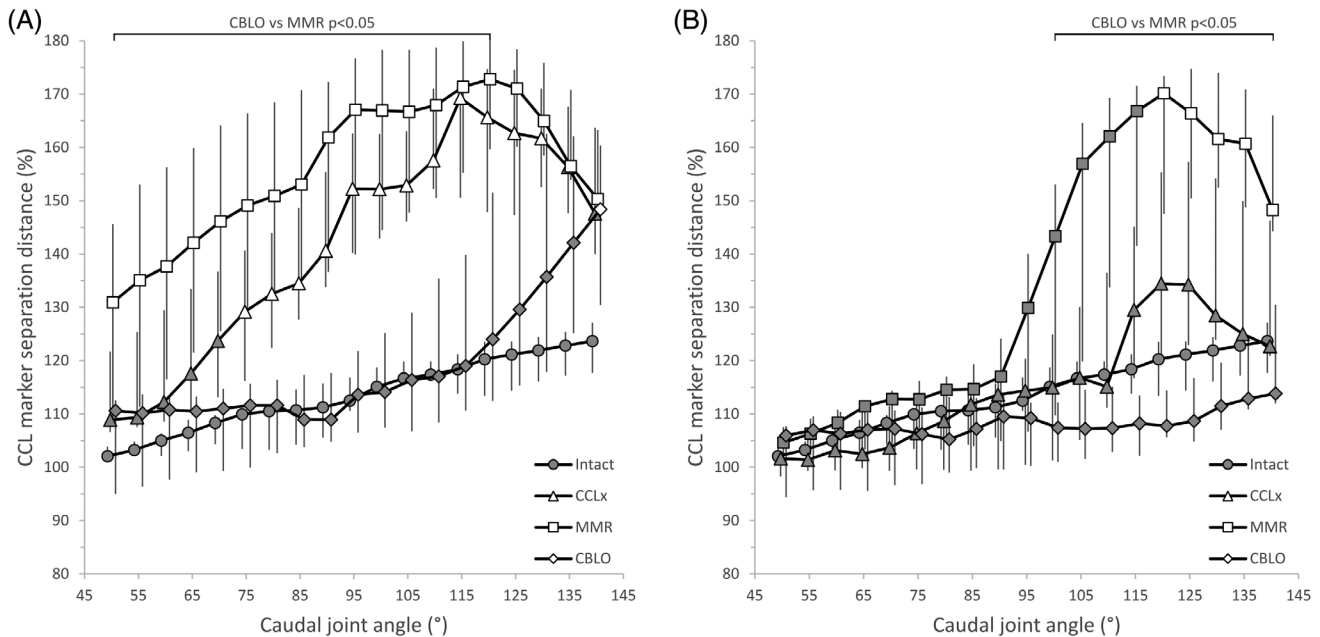 (A)
CBLO vs MMR p<0.05
CCL marker separation distance (%)
180
170
160
150
140
130
120
110
100
90
80
45
55
65
75
85
95
105
115
125
135
145
Caudal joint angle (°)
Intact
CCLx
MMR
CBLO
(B)
CBLO vs MMR p<0.05
CCL marker separation distance (%)
180
170
160
150
140
130
120
110
100
90
80
45
55
65
75
85
95
105
115
125
135
145
Caudal joint angle (°)
Intact
CCLx
MMR
CBLO